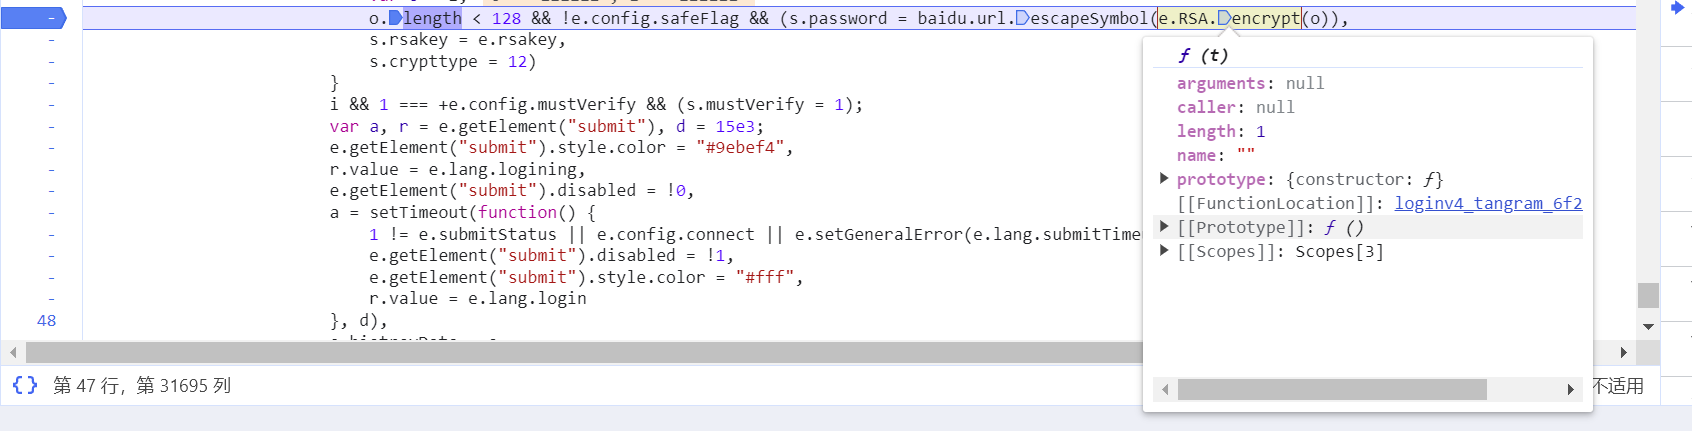 o.length < 128 && !e.config.safeFlag && (s.password = baidu.url.escapeSymbol(e.RSA.encrypt(o)),
s.rsakey = e.rsakey,
s.crypttype = 12)
}
i && 1 === +e.config.mustVerify && (s.mustVerify = 1);
var a, r = e.getElement("submit"), d = 15e3;
e.getElement("submit").style.color = "#9ebef4",
r.value = e.lang.logining,
e.getElement("submit").disabled = !0,
a = setTimeout(function() {
1 != e.submitStatus || e.config.connect || e.setGeneralError(e.lang.submitTime
e.getElement("submit").disabled = !1,
e.getElement("submit").style.color = "#fff",
r.value = e.lang.login
48 }, d),
{} 第 47 行，第 31695 列
不适用
ƒ (t)
arguments: null
caller: null
length: 1
name: ""
prototype: {constructor: ƒ}
[[FunctionLocation]]: loginv4_tangram_6f2
[[Prototype]]: ƒ ()
[[Scopes]]: Scopes[3]